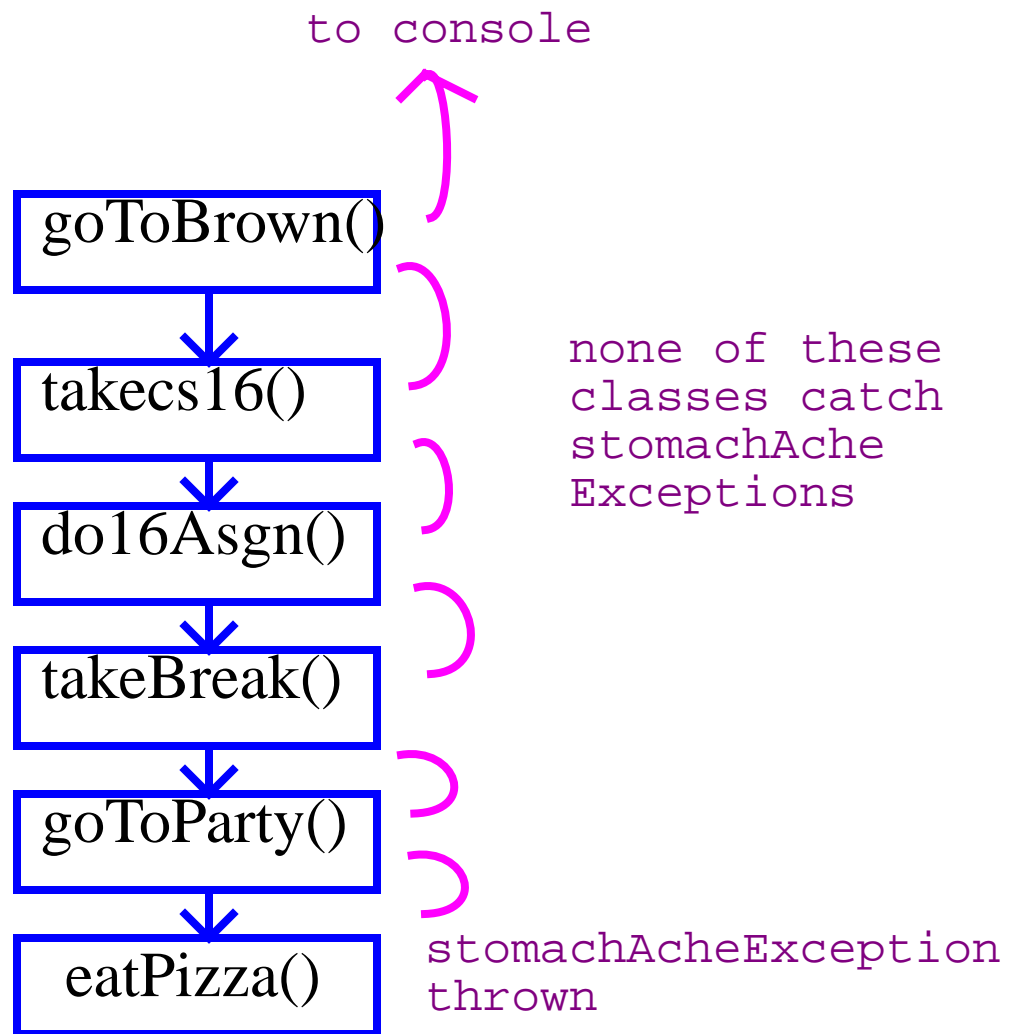 to console
goToBrown()
takecs16()
none of these
classes catch
stomachAche
Exceptions
do16Asgn()
takeBreak()
goToParty()
eatPizza()
stomachAcheException
thrown